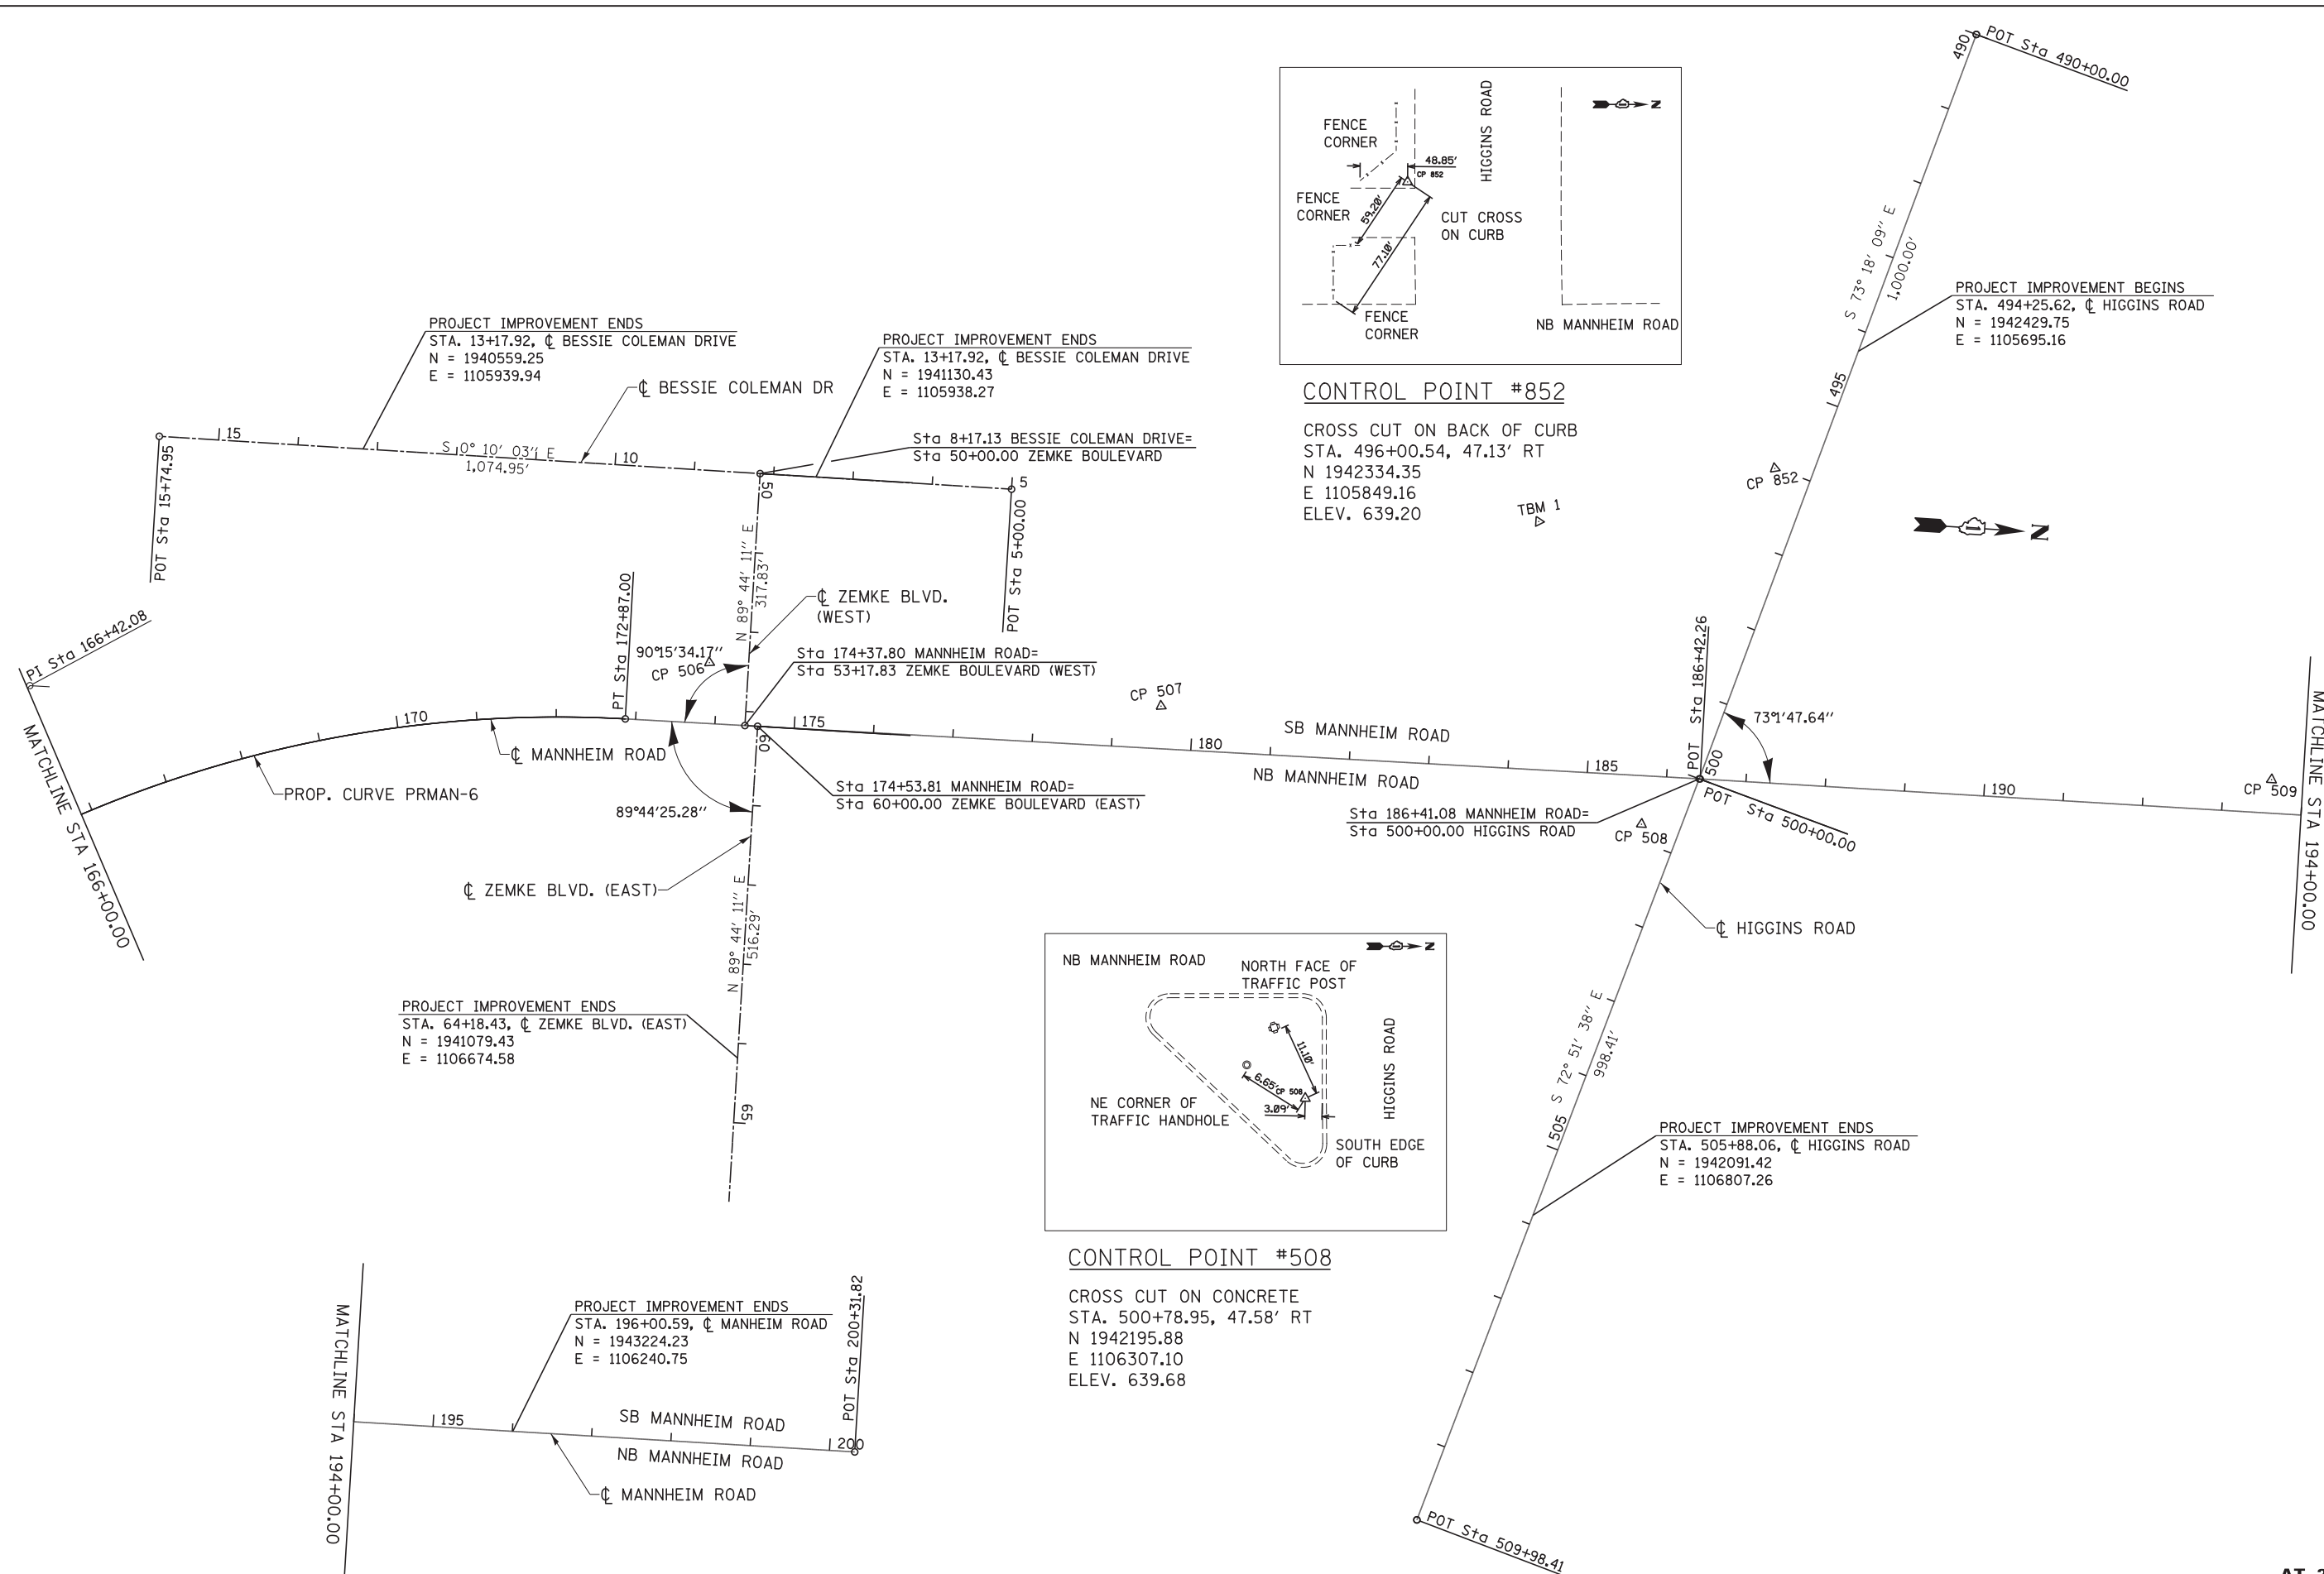 490
POT Sta 490+00.00
S 73° 18' 09" E
1,000.00'
495
PROJECT IMPROVEMENT BEGINS
STA. 494+25.62, ℄ HIGGINS ROAD
N = 1942429.75
E = 1105695.16
CP 852
N
FENCE
CORNER
HIGGINS ROAD
N
48.85'
CP 852
FENCE
CORNER
59.20'
77.10'
CUT CROSS
ON CURB
FENCE
CORNER
NB MANNHEIM ROAD
CONTROL POINT #852
CROSS CUT ON BACK OF CURB
STA. 496+00.54, 47.13' RT
N 1942334.35
E 1105849.16
ELEV. 639.20
TBM 1
PROJECT IMPROVEMENT ENDS
STA. 13+17.92, ℄ BESSIE COLEMAN DRIVE
N = 1940559.25
E = 1105939.94
℄ BESSIE COLEMAN DR
PROJECT IMPROVEMENT ENDS
STA. 13+17.92, ℄ BESSIE COLEMAN DRIVE
N = 1941130.43
E = 1105938.27
Sta 8+17.13 BESSIE COLEMAN DRIVE=
Sta 50+00.00 ZEMKE BOULEVARD
15
S 0° 10' 03" E
1,074.95'
10
50
5
POT Sta 15+74.95
POT Sta 5+00.00
N 89° 44' 11" E
317.83'
℄ ZEMKE BLVD.
(WEST)
PI Sta 166+42.08
MATCHLINE STA 166+00.00
PT Sta 172+87.00
90°15'34.17"
CP 506
Sta 174+37.80 MANNHEIM ROAD=
Sta 53+17.83 ZEMKE BOULEVARD (WEST)
170
175
60
℄ MANNHEIM ROAD
PROP. CURVE PRMAN-6
89°44'25.28"
Sta 174+53.81 MANNHEIM ROAD=
Sta 60+00.00 ZEMKE BOULEVARD (EAST)
CP 507
180
SB MANNHEIM ROAD
NB MANNHEIM ROAD
185
POT Sta 186+42.26
500
73°1'47.64"
POT Sta 500+00.00
Sta 186+41.08 MANNHEIM ROAD=
Sta 500+00.00 HIGGINS ROAD
CP 508
190
CP 509
MATCHLINE STA 194+00.00
℄ ZEMKE BLVD. (EAST)
N 89° 44' 11" E
516.29'
℄ HIGGINS ROAD
PROJECT IMPROVEMENT ENDS
STA. 64+18.43, ℄ ZEMKE BLVD. (EAST)
N = 1941079.43
E = 1106674.58
65
NB MANNHEIM ROAD
N
NORTH FACE OF
TRAFFIC POST
11.10'
6.65'
CP 508
3.09'
HIGGINS ROAD
NE CORNER OF
TRAFFIC HANDHOLE
SOUTH EDGE
OF CURB
CONTROL POINT #508
CROSS CUT ON CONCRETE
STA. 500+78.95, 47.58' RT
N 1942195.88
E 1106307.10
ELEV. 639.68
S 72° 51' 38" E
998.41'
505
PROJECT IMPROVEMENT ENDS
STA. 505+88.06, ℄ HIGGINS ROAD
N = 1942091.42
E = 1106807.26
POT Sta 509+98.41
MATCHLINE STA 194+00.00
PROJECT IMPROVEMENT ENDS
STA. 196+00.59, ℄ MANHEIM ROAD
N = 1943224.23
E = 1106240.75
POT Sta 200+31.82
195
SB MANNHEIM ROAD
200
NB MANNHEIM ROAD
℄ MANNHEIM ROAD